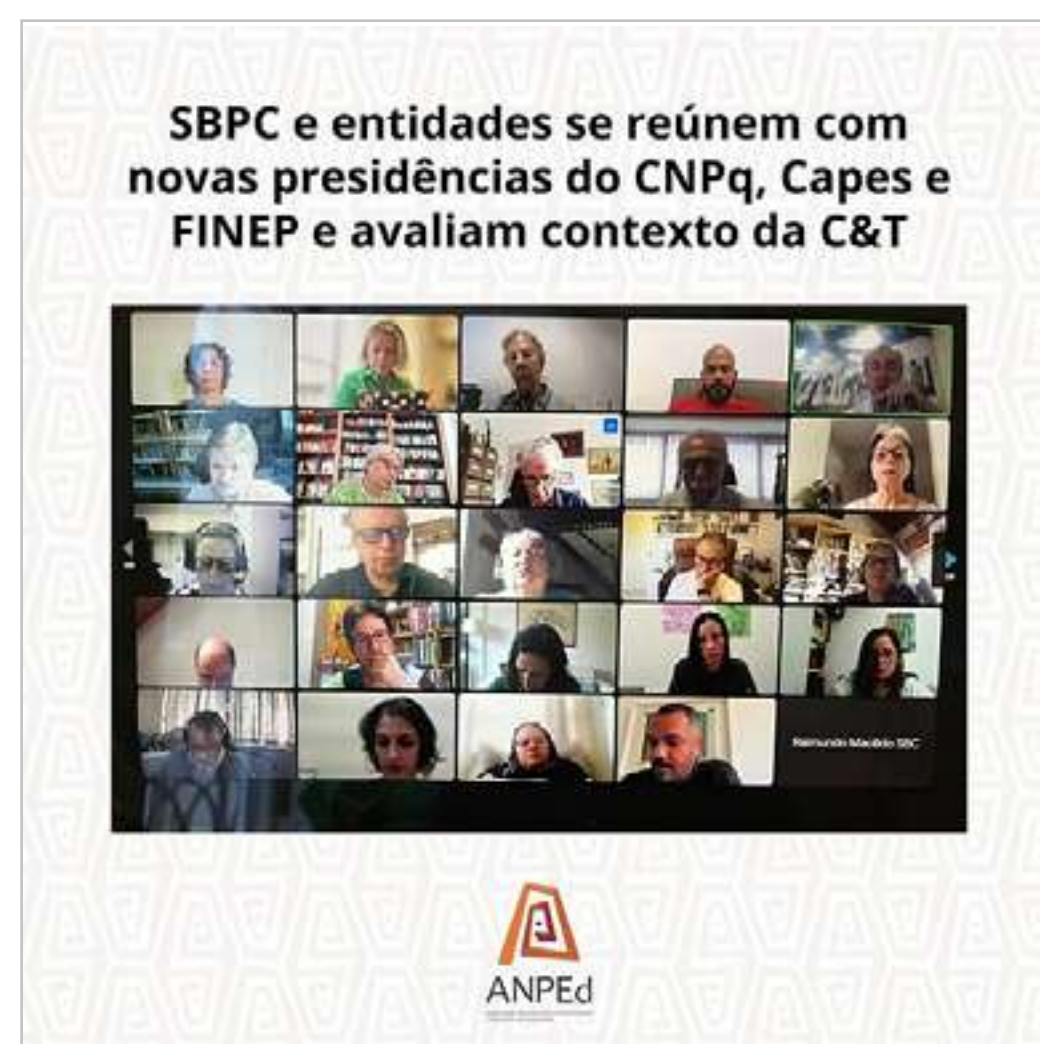 SBPC e entidades se reúnem com
novas presidências do CNPq, Capes e
FINEP e avaliam contexto da C&T
Raimundo Macêdo SBC
ANPEd